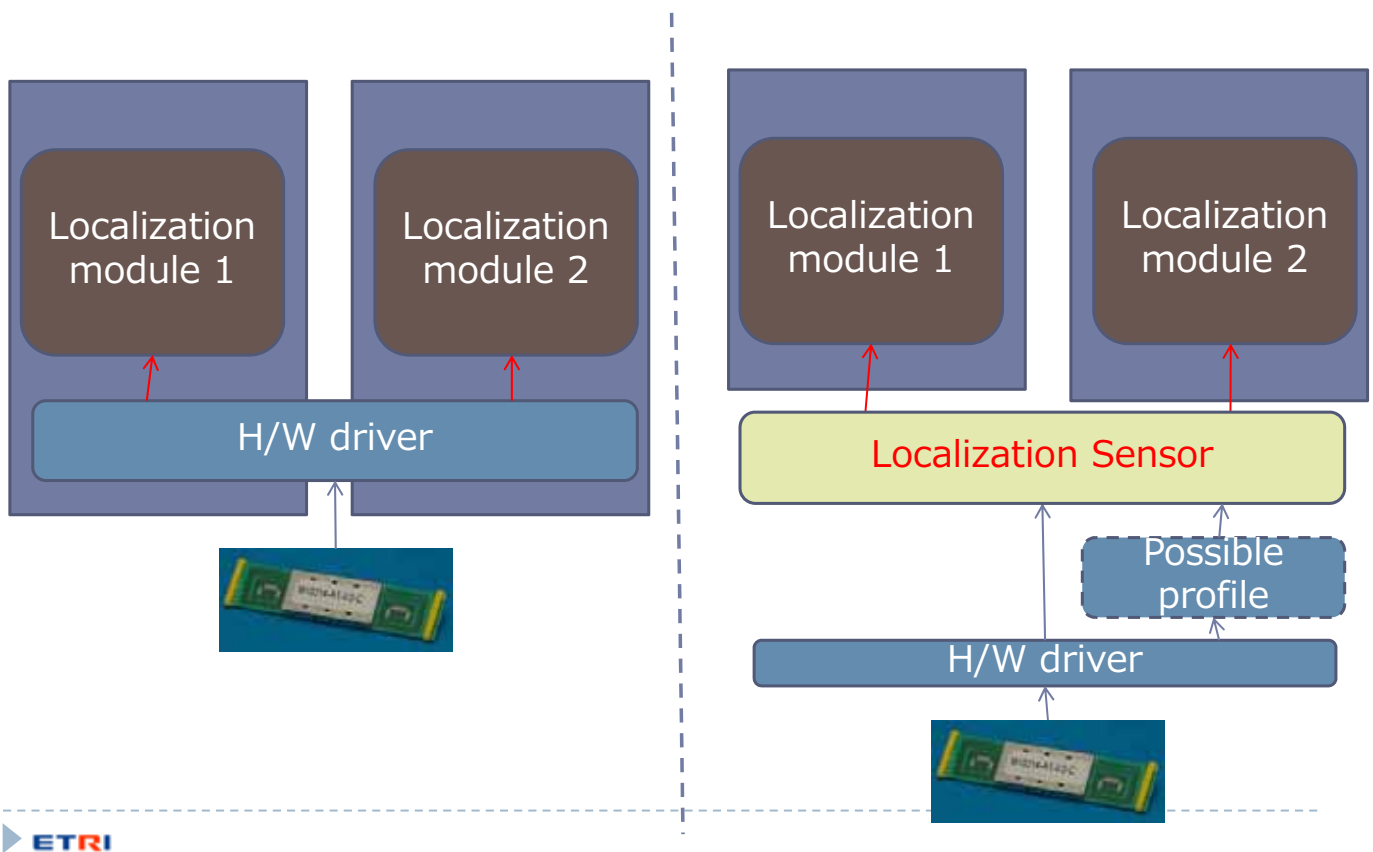 Localization
module 1
Localization
module 2
H/W driver
Localization
module 1
Localization
module 2
Localization Sensor
Possible
profile
H/W driver
ETRI